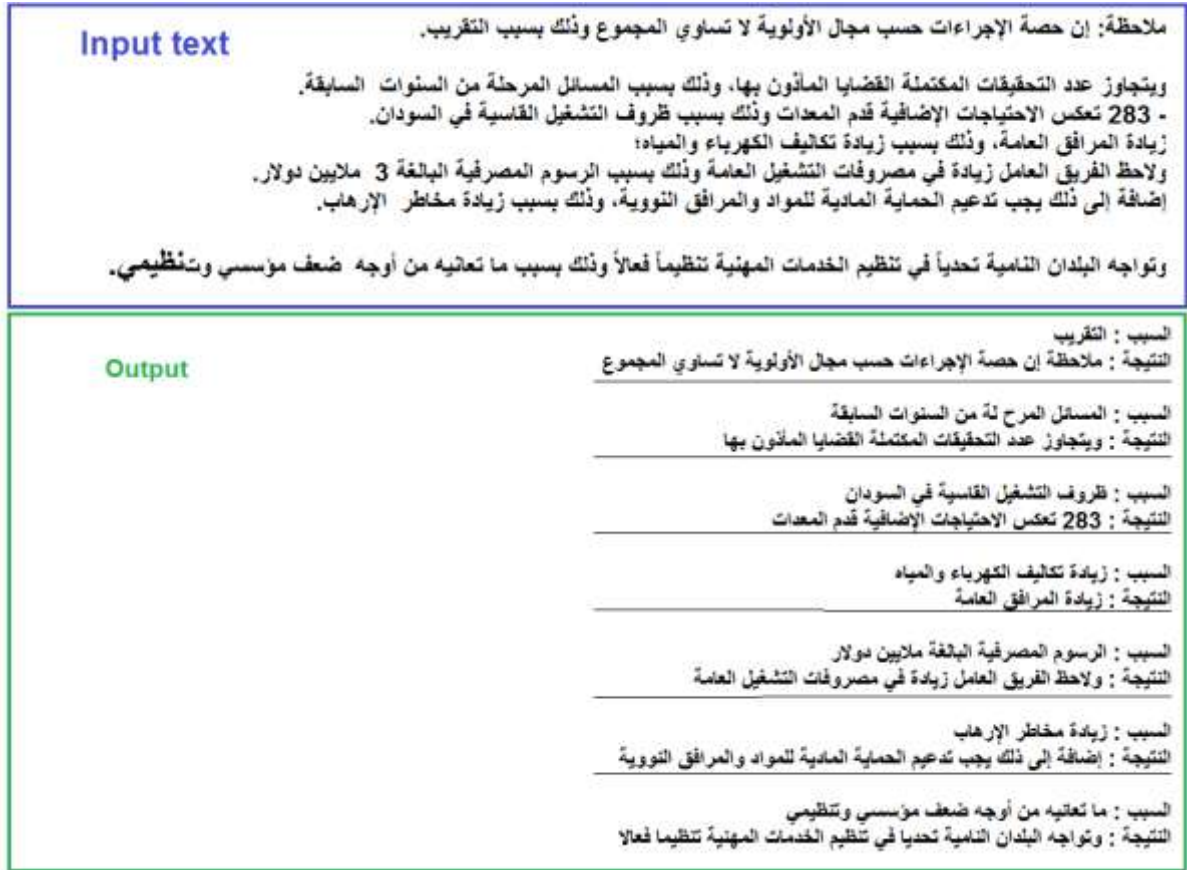 Input text
ملاحظة: إن حصة الإجراءات حسب مجال الأولوية لا تساوي المجموع وذلك بسبب التقريب.
ويتجاوز عدد التحقيقات المكتملة القضايا المأذون بها، وذلك بسبب المسائل المرحلة من السنوات السابقة.
- 283 تعكس الاحتياجات الإضافية قدم المعدات وذلك بسبب ظروف التشغيل القاسية في السودان.
زيادة المرافق العامة، وذلك بسبب زيادة تكاليف الكهرباء والمياه؛
ولاحظ الفريق العامل زيادة في مصروفات التشغيل العامة وذلك بسبب الرسوم المصرفية البالغة 3 ملايين دولار.
إضافة إلى ذلك يجب تدعيم الحماية المادية للمواد والمرافق النووية، وذلك بسبب زيادة مخاطر الإرهاب.
وتواجه البلدان النامية تحدياً في تنظيم الخدمات المهنية تنظيماً فعالاً وذلك بسبب ما تعانيه من أوجه ضعف مؤسسي وتنظيمي.
Output
السبب : التقريب
النتيجة : ملاحظة إن حصة الإجراءات حسب مجال الأولوية لا تساوي المجموع
السبب : المسائل المرح لة من السنوات السابقة
النتيجة : ويتجاوز عدد التحقيقات المكتملة القضايا المأذون بها
السبب : ظروف التشغيل القاسية في السودان
النتيجة : 283 تعكس الاحتياجات الإضافية قدم المعدات
السبب : زيادة تكاليف الكهرباء والمياه
النتيجة : زيادة المرافق العامة
السبب : الرسوم المصرفية البالغة ملايين دولار
النتيجة : ولاحظ الفريق العامل زيادة في مصروفات التشغيل العامة
السبب : زيادة مخاطر الإرهاب
النتيجة : إضافة إلى ذلك يجب تدعيم الحماية المادية للمواد والمرافق النووية
السبب : ما تعانيه من أوجه ضعف مؤسسي وتنظيمي
النتيجة : وتواجه البلدان النامية تحديا في تنظيم الخدمات المهنية تنظيما فعالا